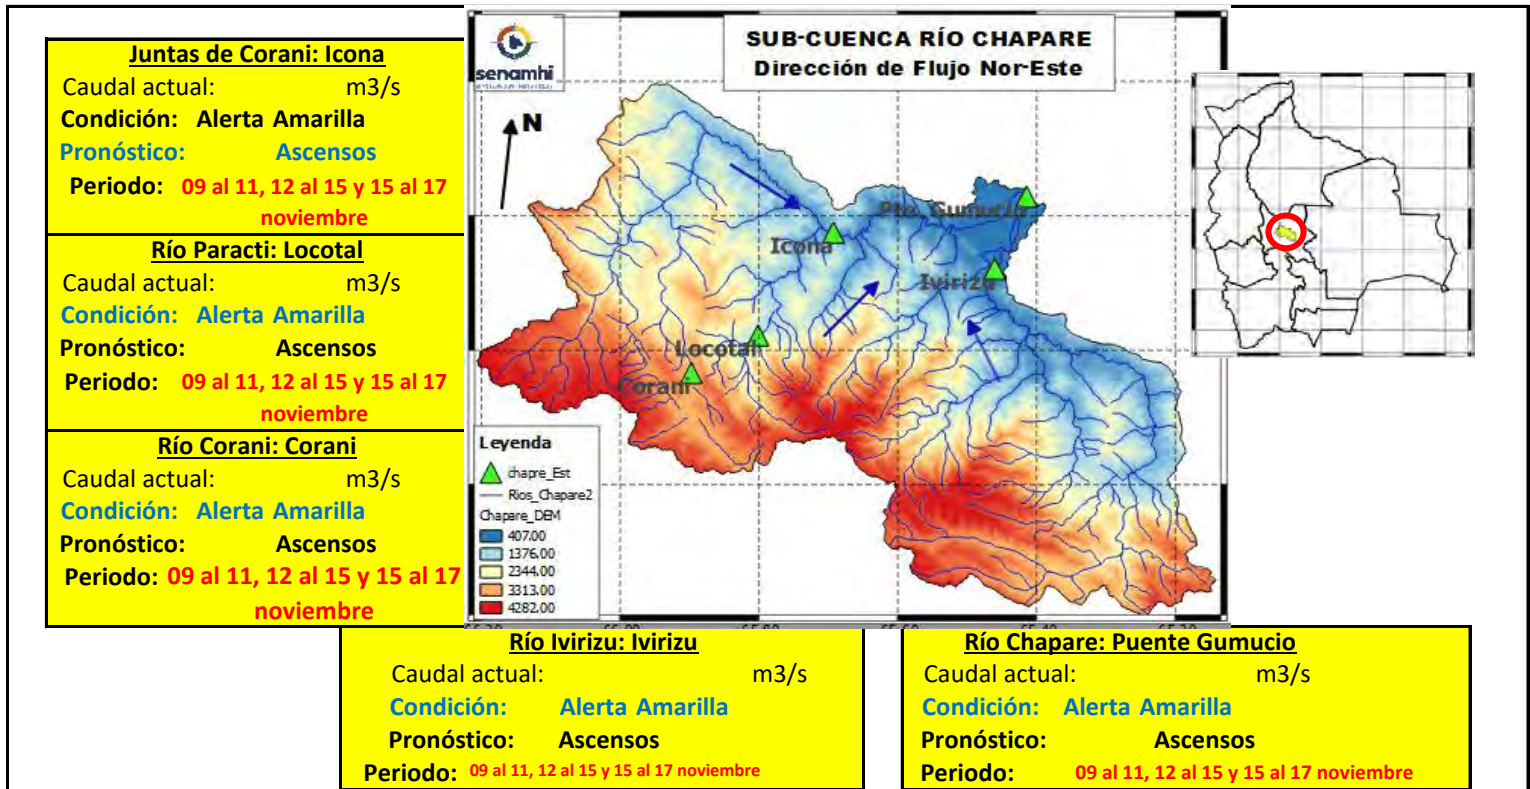 Juntas de Corani: Icona
Caudal actual: m3/s
Condición: Alerta Amarilla
Pronóstico: Ascensos
Periodo: 09 al 11, 12 al 15 y 15 al 17
noviembre
Río Paracti: Locotal
Caudal actual: m3/s
Condición: Alerta Amarilla
Pronóstico: Ascensos
Periodo: 09 al 11, 12 al 15 y 15 al 17
noviembre
Río Corani: Corani
Caudal actual: m3/s
Condición: Alerta Amarilla
Pronóstico: Ascensos
Periodo: 09 al 11, 12 al 15 y 15 al 17
noviembre
senamhi
SUB-CUENCA RÍO CHAPARE
Dirección de Flujo Nor-Este
N
Pto. Gumucio
Icona
Ivirizu
Locotal
Corani
Leyenda
chapre_Est
Rios_Chapare2
Chapare_DEM
407.00
1376.00
2344.00
3313.00
4282.00
Río Ivirizu: Ivirizu
Caudal actual: m3/s
Condición: Alerta Amarilla
Pronóstico: Ascensos
Periodo: 09 al 11, 12 al 15 y 15 al 17 noviembre
Río Chapare: Puente Gumucio
Caudal actual: m3/s
Condición: Alerta Amarilla
Pronóstico: Ascensos
Periodo: 09 al 11, 12 al 15 y 15 al 17 noviembre